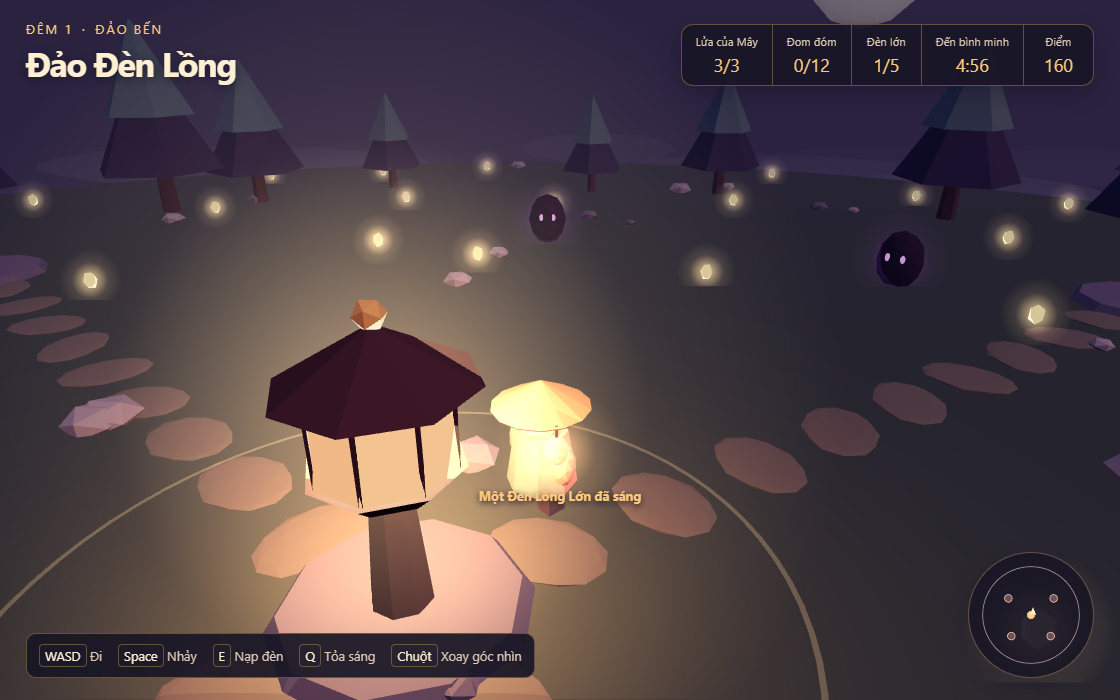 ĐÊM 1 · ĐẢO BẾN
Đảo Đèn Lồng
Lửa của Mây
3/3
Đom đóm
0/12
Đèn lớn
1/5
Đến bình minh
4:56
Điểm
160
Một Đèn Lồng Lớn đã sáng
WASD Đi
Space Nhảy
E Nạp đèn
Q Tỏa sáng
Chuột Xoay góc nhìn